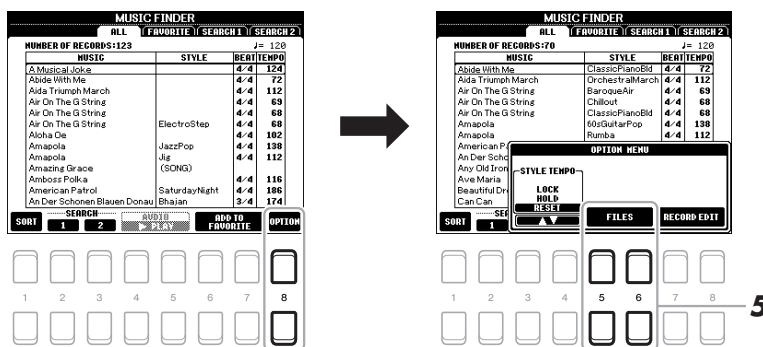 MUSIC FINDER
ALL FAVORITE SEARCH 1 SEARCH 2
NUMBER OF RECORDS:123 ♩= 120
MUSIC STYLE BEAT TEMPO
A Musical Joke 4/4 124
Abide With Me 4/4 72
Aida Triumph March 4/4 112
Air On The G String 4/4 69
Air On The G String 4/4 68
Air On The G String ElectroStep 4/4 68
Aloha Oe 4/4 102
Amapola JazzPop 4/4 138
Amapola Jig 4/4 112
Amazing Grace (SONG)
Amboss Polka 4/4 116
American Patrol SaturdayNight 4/4 186
An Der Schonen Blauen Donau Bhajan 3/4 174
SORT SEARCH 1 2 AUDIO ▶ PLAY ADD TO FAVORITE OPTION
1 2 3 4 5 6 7 8
MUSIC FINDER
ALL FAVORITE SEARCH 1 SEARCH 2
NUMBER OF RECORDS:70 ♩= 120
MUSIC STYLE BEAT TEMPO
Abide With Me ClassicPianoBld 4/4 72
Aida Triumph March OrchestralMarch 4/4 112
Air On The G String BaroqueAir 4/4 69
Air On The G String Chillout 4/4 68
Air On The G String ClassicPianoBld 4/4 68
Amapola 60sGuitarPop 4/4 138
Amapola Rumba 4/4 112
American P
An Der Scho
Any Old Iron
Ave Maria
Beautiful Dr
Can Can
OPTION MENU
STYLE TEMPO
LOCK
HOLD
RESET
▲▼ FILES RECORD EDIT
SORT SEA 1
1 2 3 4 5 6 7 8
5